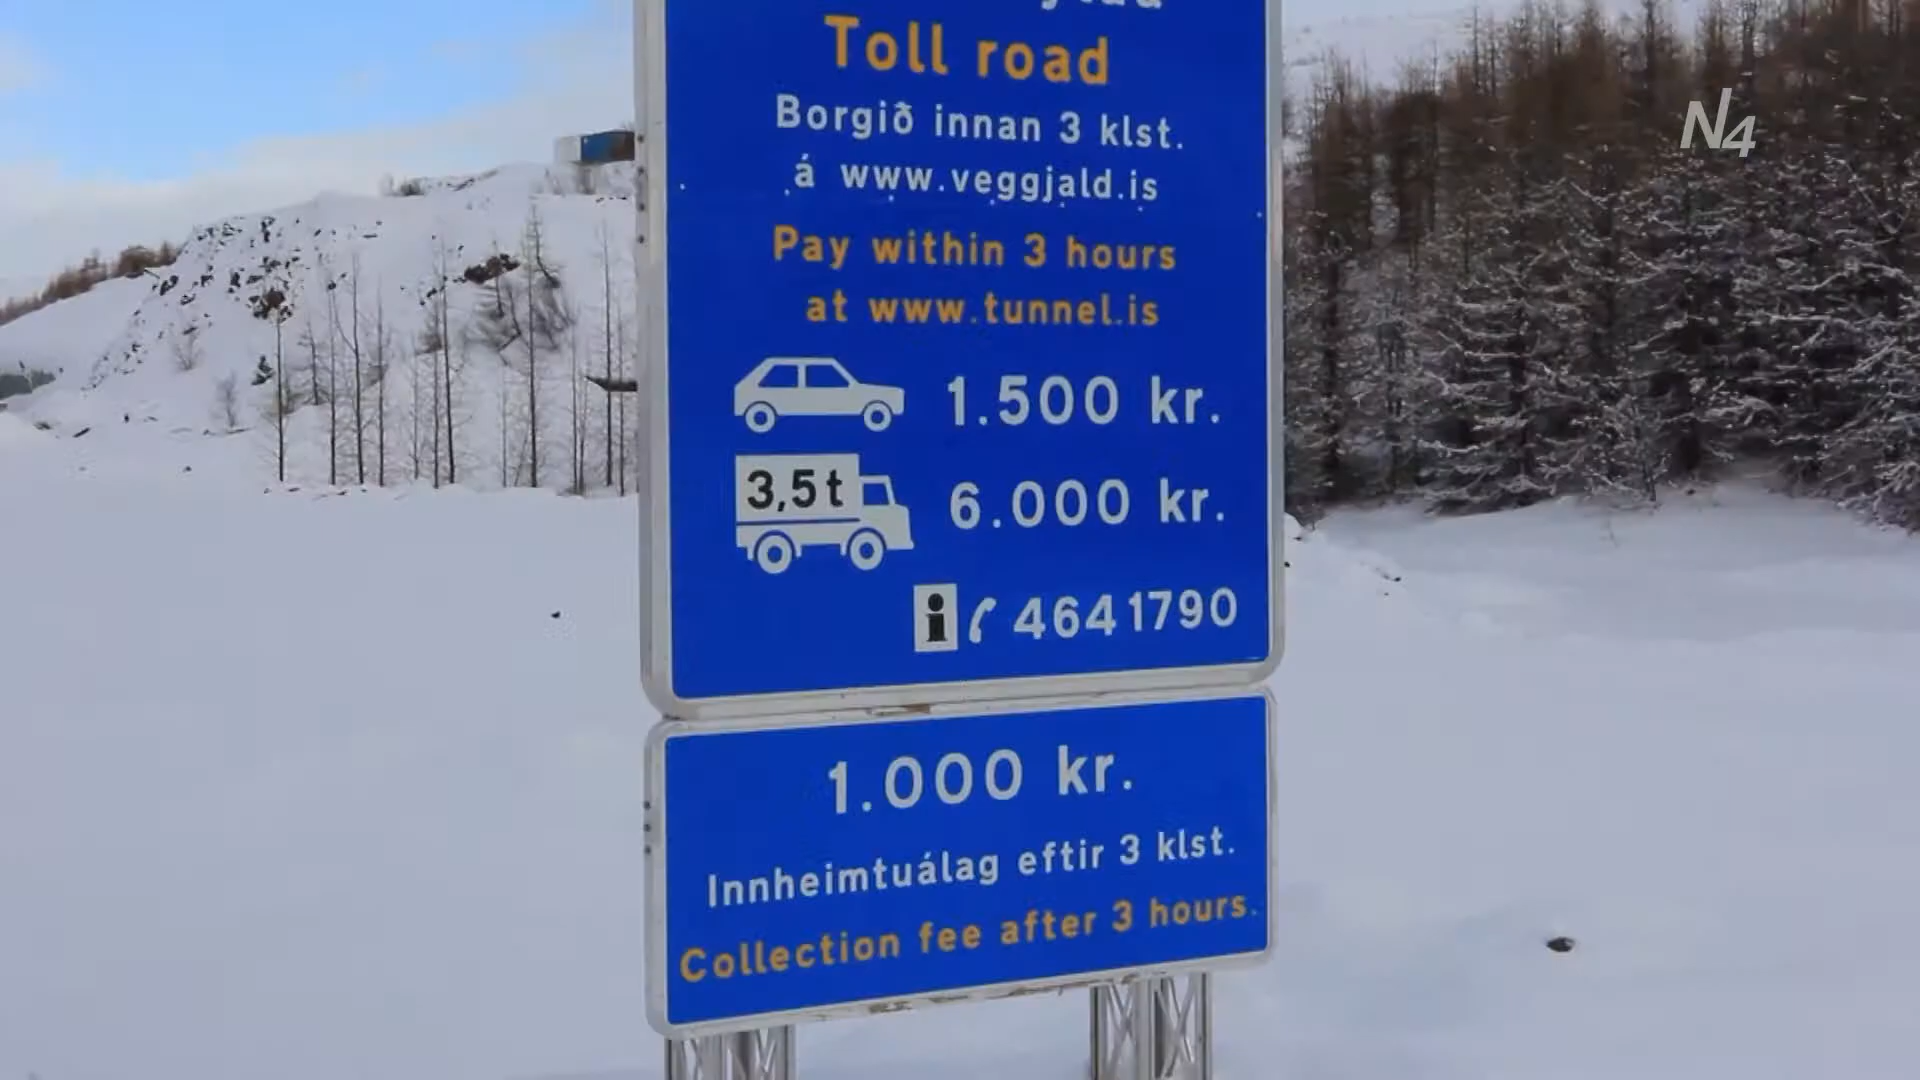 Toll road
Borgið innan 3 klst.
á www.veggjald.is
Pay within 3 hours
at www.tunnel.is
1.500 kr.
3,5t
6.000 kr.
i 4641790
1.000 kr.
Innheimtuálag eftir 3 klst.
Collection fee after 3 hours.
N4